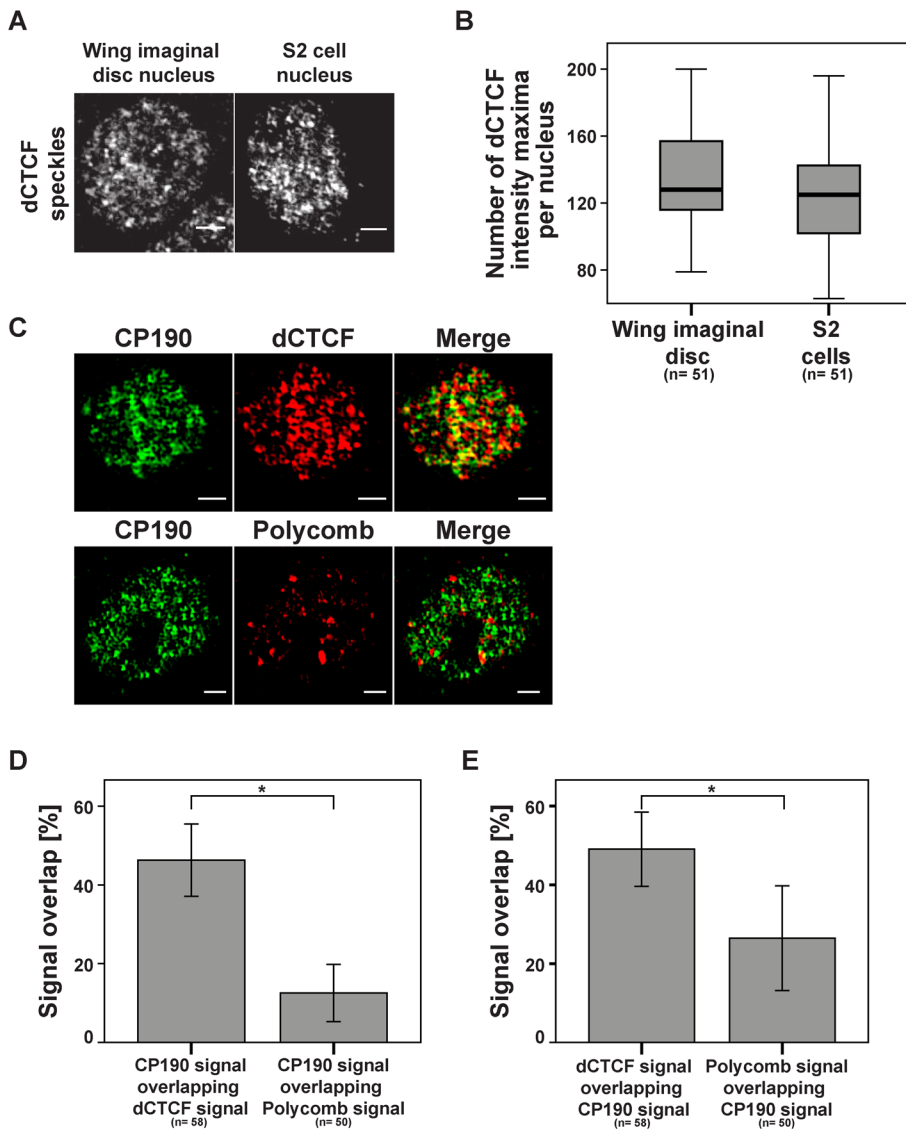 A
Wing imaginal
disc nucleus
S2 cell
nucleus
dCTCF
speckles
B
Number of dCTCF
intensity maxima
per nucleus
200
160
120
80
Wing imaginal
disc
(n= 51)
S2
cells
(n= 51)
C
CP190
dCTCF
Merge
CP190
Polycomb
Merge
D
Signal overlap [%]
60
40
20
0
*
CP190 signal
overlapping
dCTCF signal
(n= 58)
CP190 signal
overlapping
Polycomb signal
(n= 50)
E
Signal overlap [%]
60
40
20
0
*
dCTCF signal
overlapping
CP190 signal
(n= 58)
Polycomb signal
overlapping
CP190 signal
(n= 50)